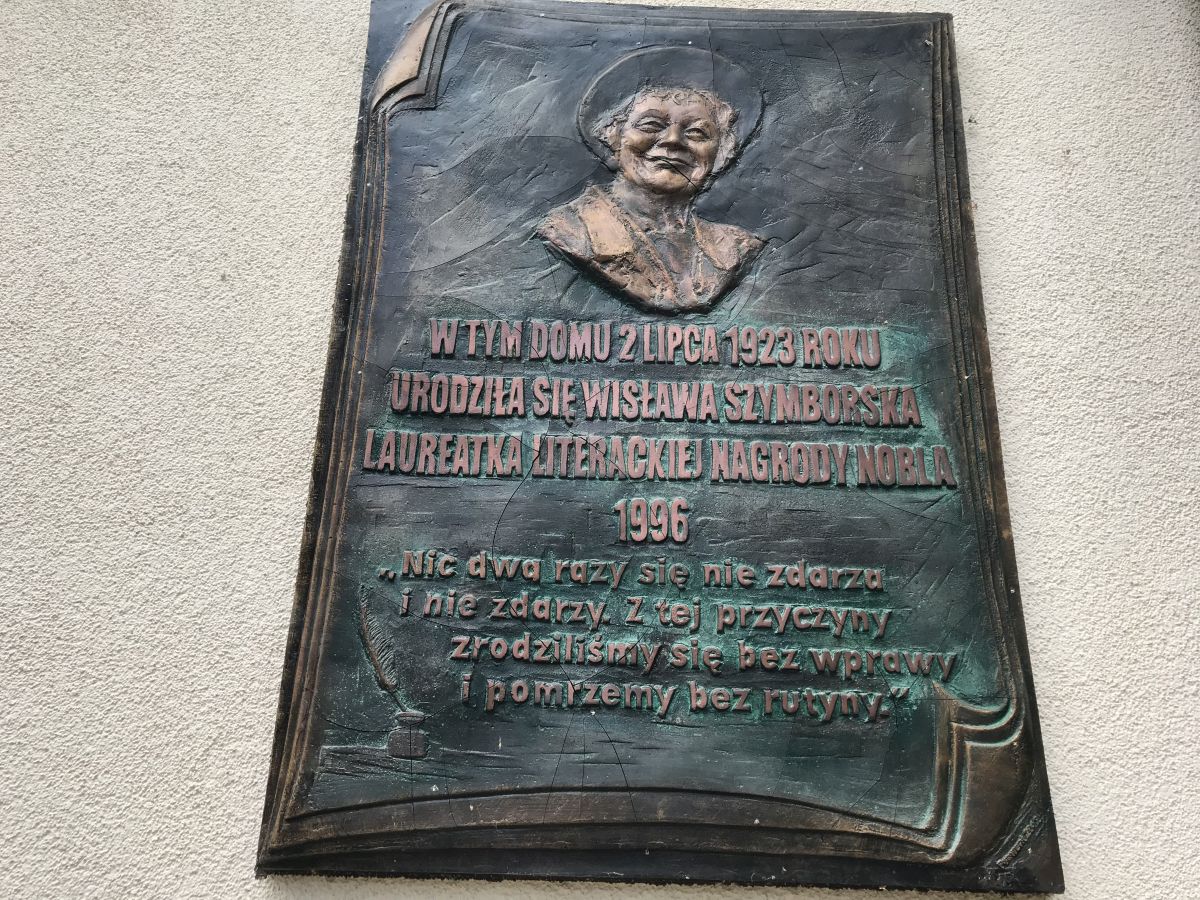 W TYM DOMU 2 LIPCA 1923 ROKU
URODZIŁA SIĘ WISŁAWA SZYMBORSKA
LAUREATKA LITERACKIEJ NAGRODY NOBLA
1996
„Nic dwa razy się nie zdarza
i nie zdarzy. Z tej przyczyny
zrodziliśmy się bez wprawy
i pomrzemy bez rutyny.”